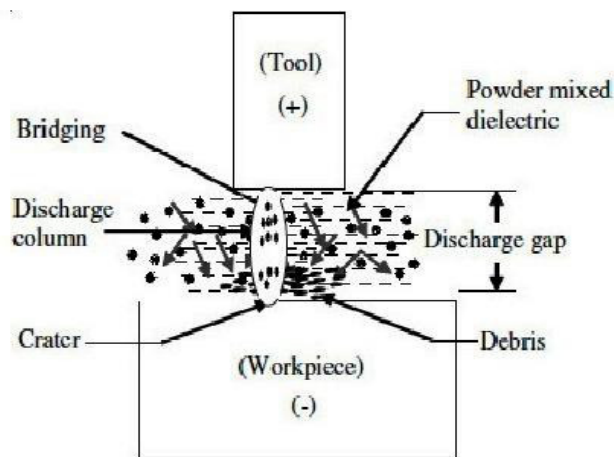 (Tool)
(+)
Powder mixed
dielectric
Bridging
Discharge
column
Discharge gap
Crater
Debris
(Workpiece)
(-)